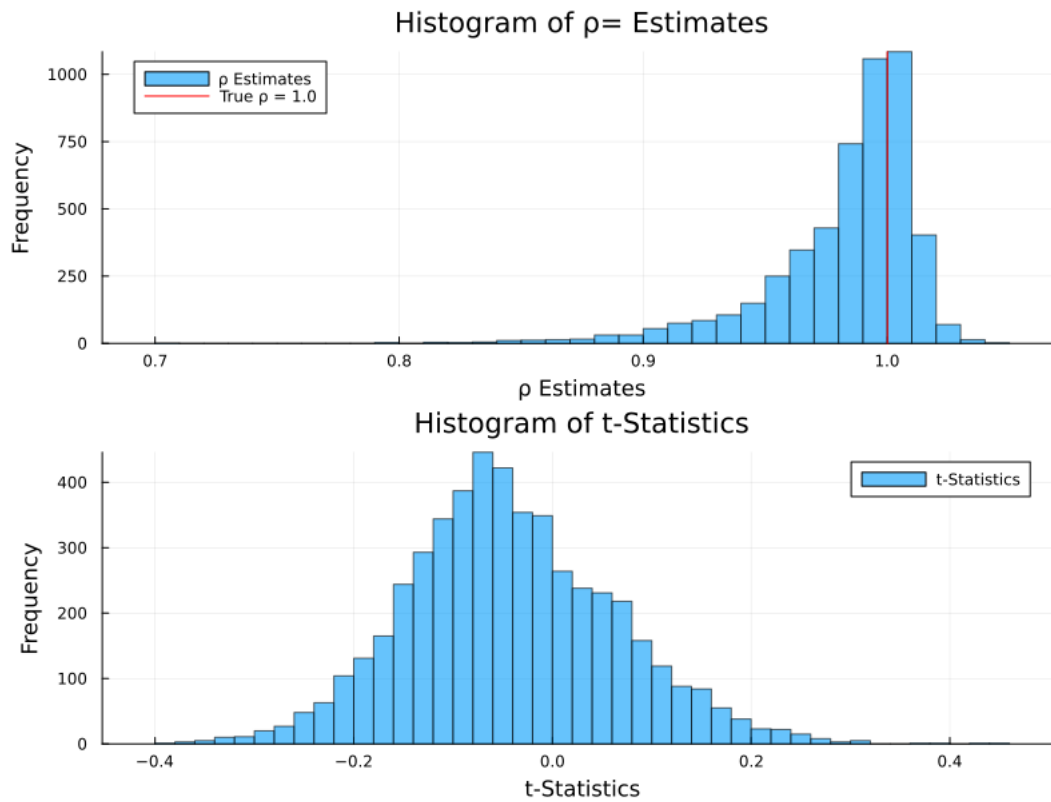 Histogram of ρ= Estimates
ρ Estimates
True ρ = 1.0
Frequency
1000
750
500
250
0
0.7 0.8 0.9 1.0
ρ Estimates
Histogram of t-Statistics
t-Statistics
Frequency
400
300
200
100
0
−0.4 −0.2 0.0 0.2 0.4
t-Statistics